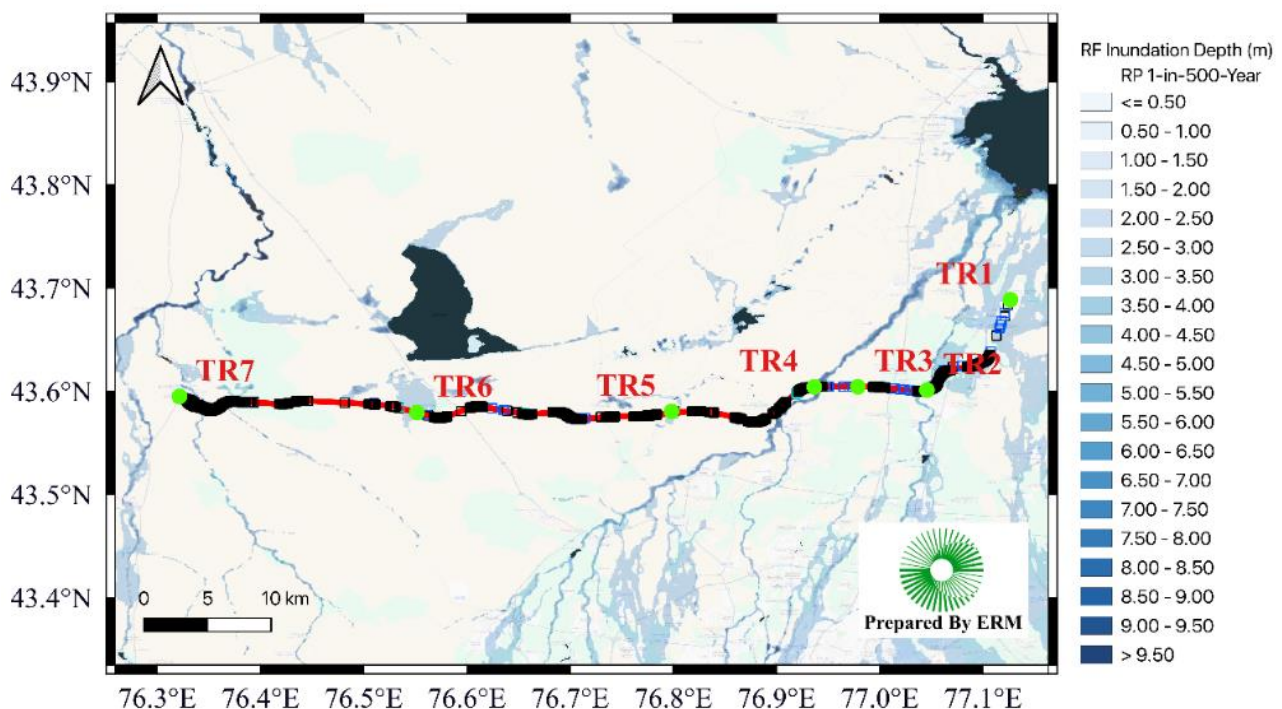 43.9°N
43.8°N
43.7°N
43.6°N
43.5°N
43.4°N
TR1
TR4
TR3
TR2
TR7
TR6
TR5
0
5
10 km
Prepared By ERM
76.3°E
76.4°E
76.5°E
76.6°E
76.7°E
76.8°E
76.9°E
77.0°E
77.1°E
RF Inundation Depth (m)
RP 1-in-500-Year
<= 0.50
0.50 - 1.00
1.00 - 1.50
1.50 - 2.00
2.00 - 2.50
2.50 - 3.00
3.00 - 3.50
3.50 - 4.00
4.00 - 4.50
4.50 - 5.00
5.00 - 5.50
5.50 - 6.00
6.00 - 6.50
6.50 - 7.00
7.00 - 7.50
7.50 - 8.00
8.00 - 8.50
8.50 - 9.00
9.00 - 9.50
> 9.50